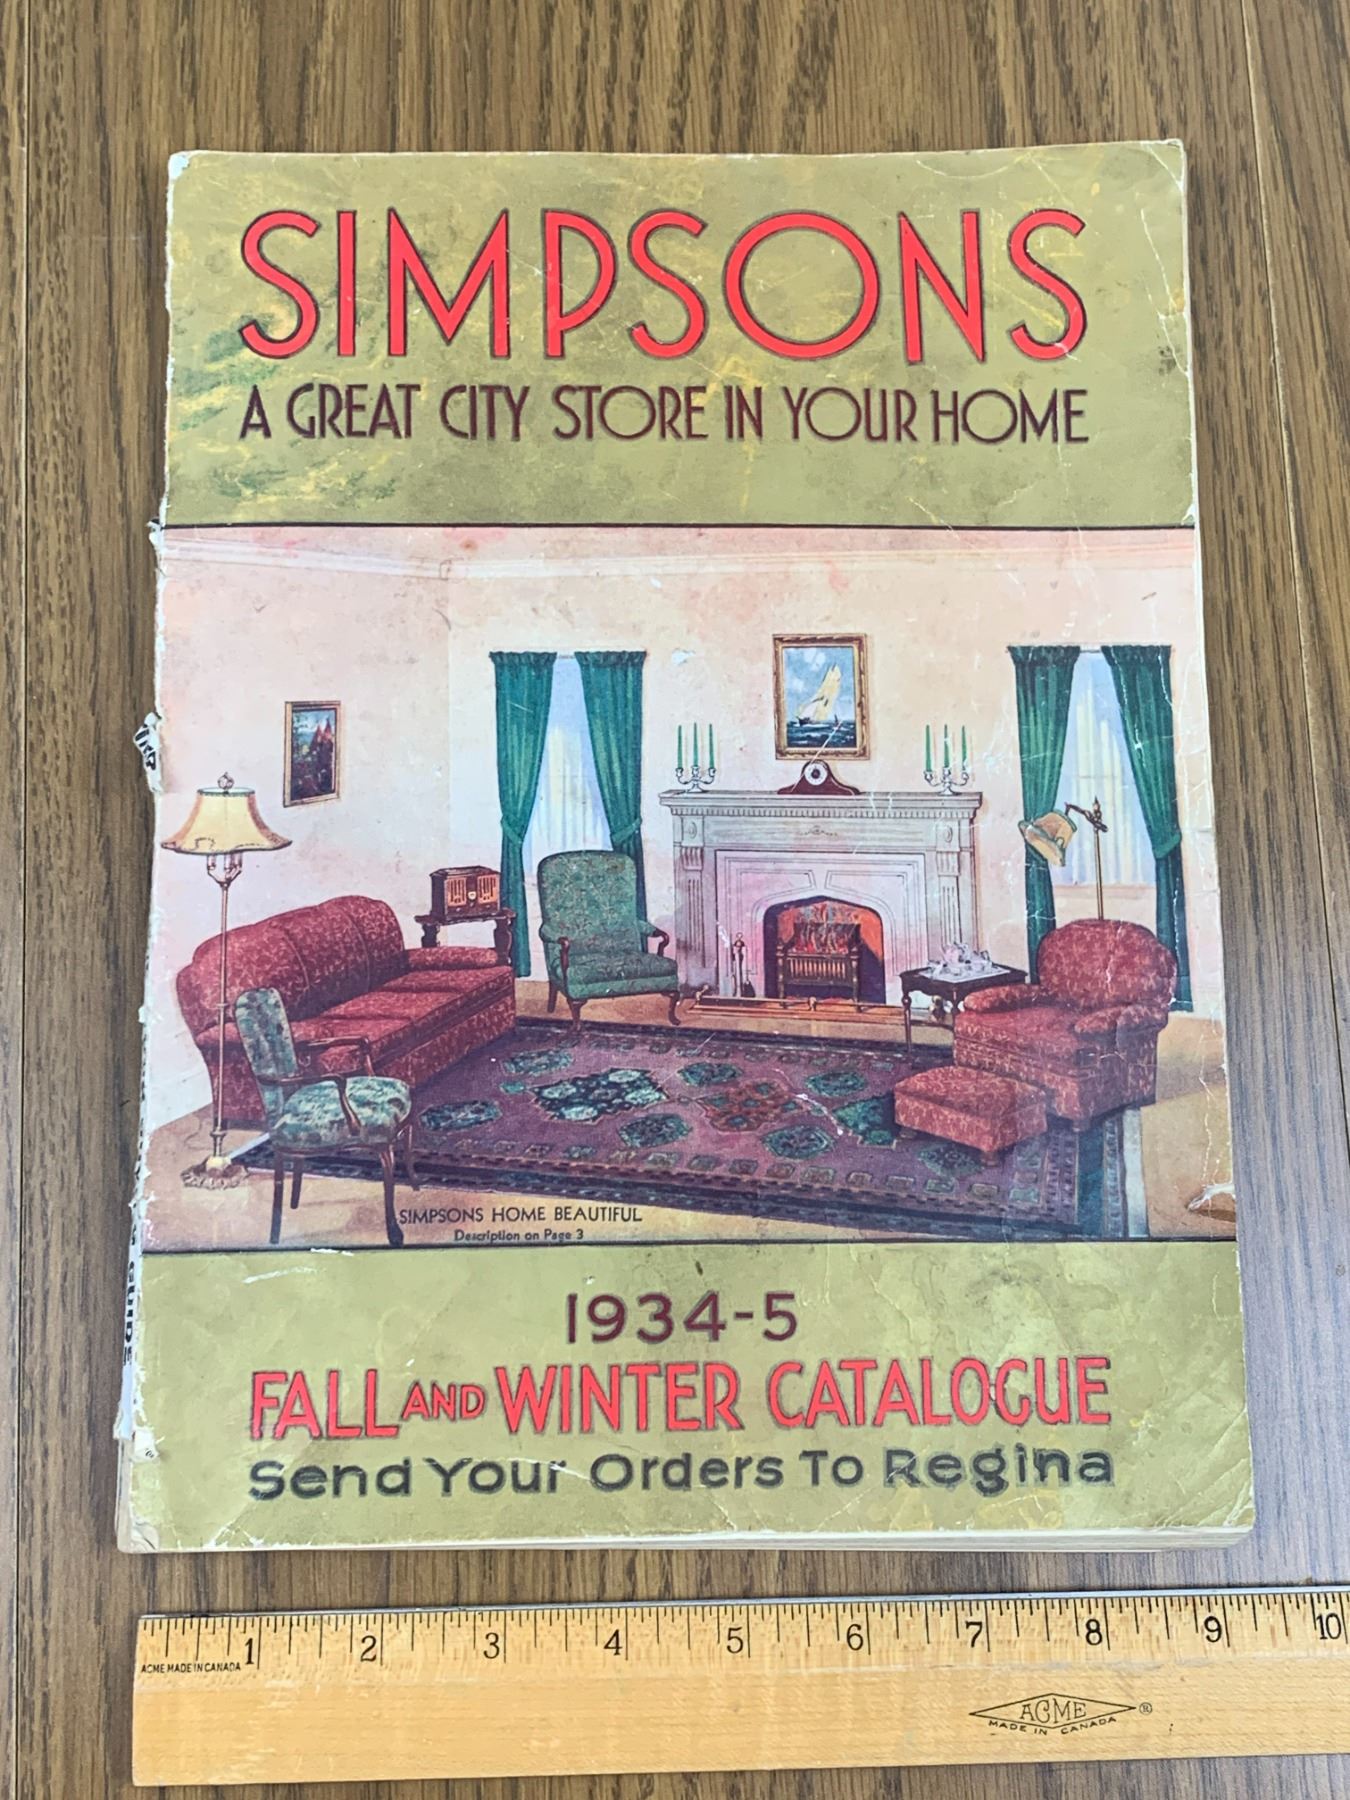 SIMPSONS
A GREAT CITY STORE IN YOUR HOME
SIMPSONS HOME BEAUTIFUL
Description on Page 3
1934-5
FALL AND WINTER CATALOGUE
Send Your Orders To Regina
GUIDE
1 2 3 4 5 6 7 8 9 10
ACME MADE IN CANADA
ACME ®
MADE IN CANADA